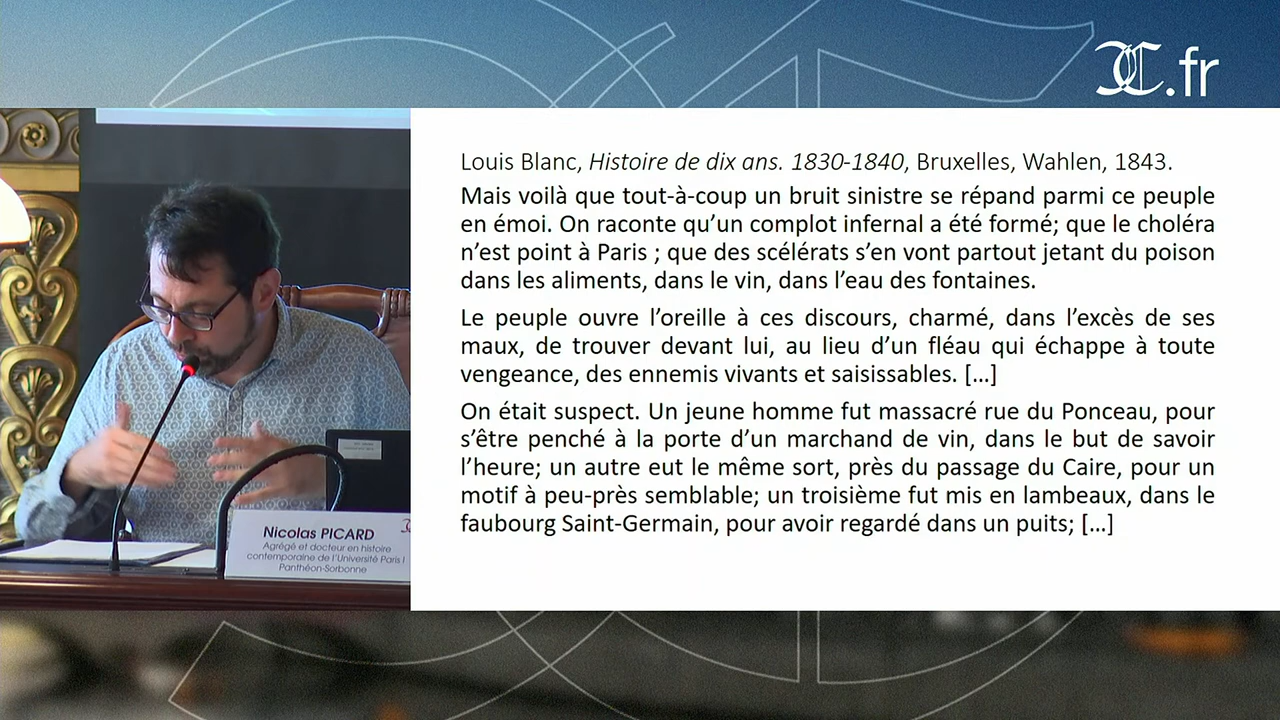 CC.fr
Louis Blanc, Histoire de dix ans. 1830-1840, Bruxelles, Wahlen, 1843.
Mais voilà que tout-à-coup un bruit sinistre se répand parmi ce peuple
en émoi. On raconte qu’un complot infernal a été formé; que le choléra
n’est point à Paris ; que des scélérats s’en vont partout jetant du poison
dans les aliments, dans le vin, dans l’eau des fontaines.
Le peuple ouvre l’oreille à ces discours, charmé, dans l’excès de ses
maux, de trouver devant lui, au lieu d’un fléau qui échappe à toute
vengeance, des ennemis vivants et saisissables. […]
On était suspect. Un jeune homme fut massacré rue du Ponceau, pour
s’être penché à la porte d’un marchand de vin, dans le but de savoir
l’heure; un autre eut le même sort, près du passage du Caire, pour un
motif à peu-près semblable; un troisième fut mis en lambeaux, dans le
faubourg Saint-Germain, pour avoir regardé dans un puits; […]
Nicolas PICARD
Agrégé et docteur en histoire
contemporaine de l’Université Paris I
Panthéon-Sorbonne